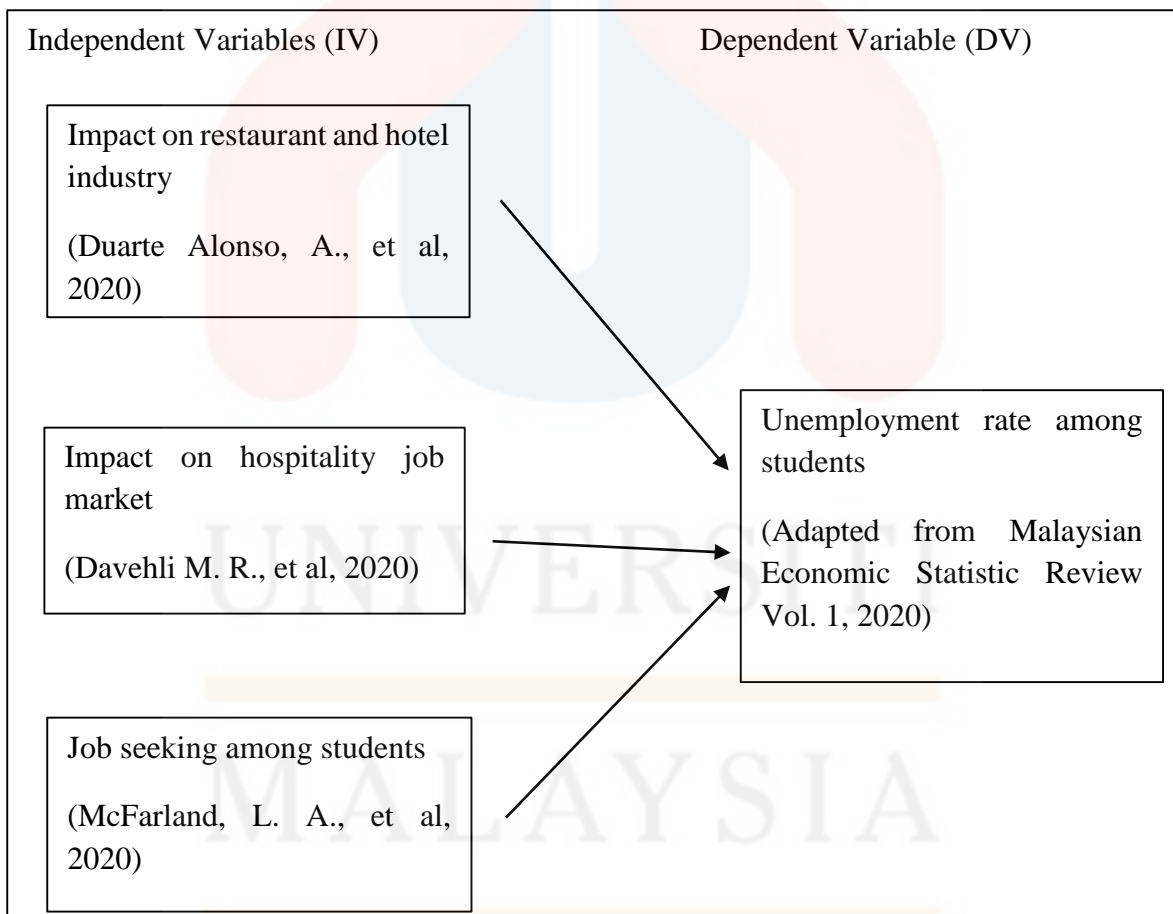 Independent Variables (IV)
Dependent Variable (DV)
Impact on restaurant and hotel
industry
(Duarte Alonso, A., et al,
2020)
Impact on hospitality job
market
(Davehli M. R., et al, 2020)
Job seeking among students
(McFarland, L. A., et al,
2020)
Unemployment rate among
students
(Adapted from Malaysian
Economic Statistic Review
Vol. 1, 2020)
UNIVERSITI
MALAYSIA